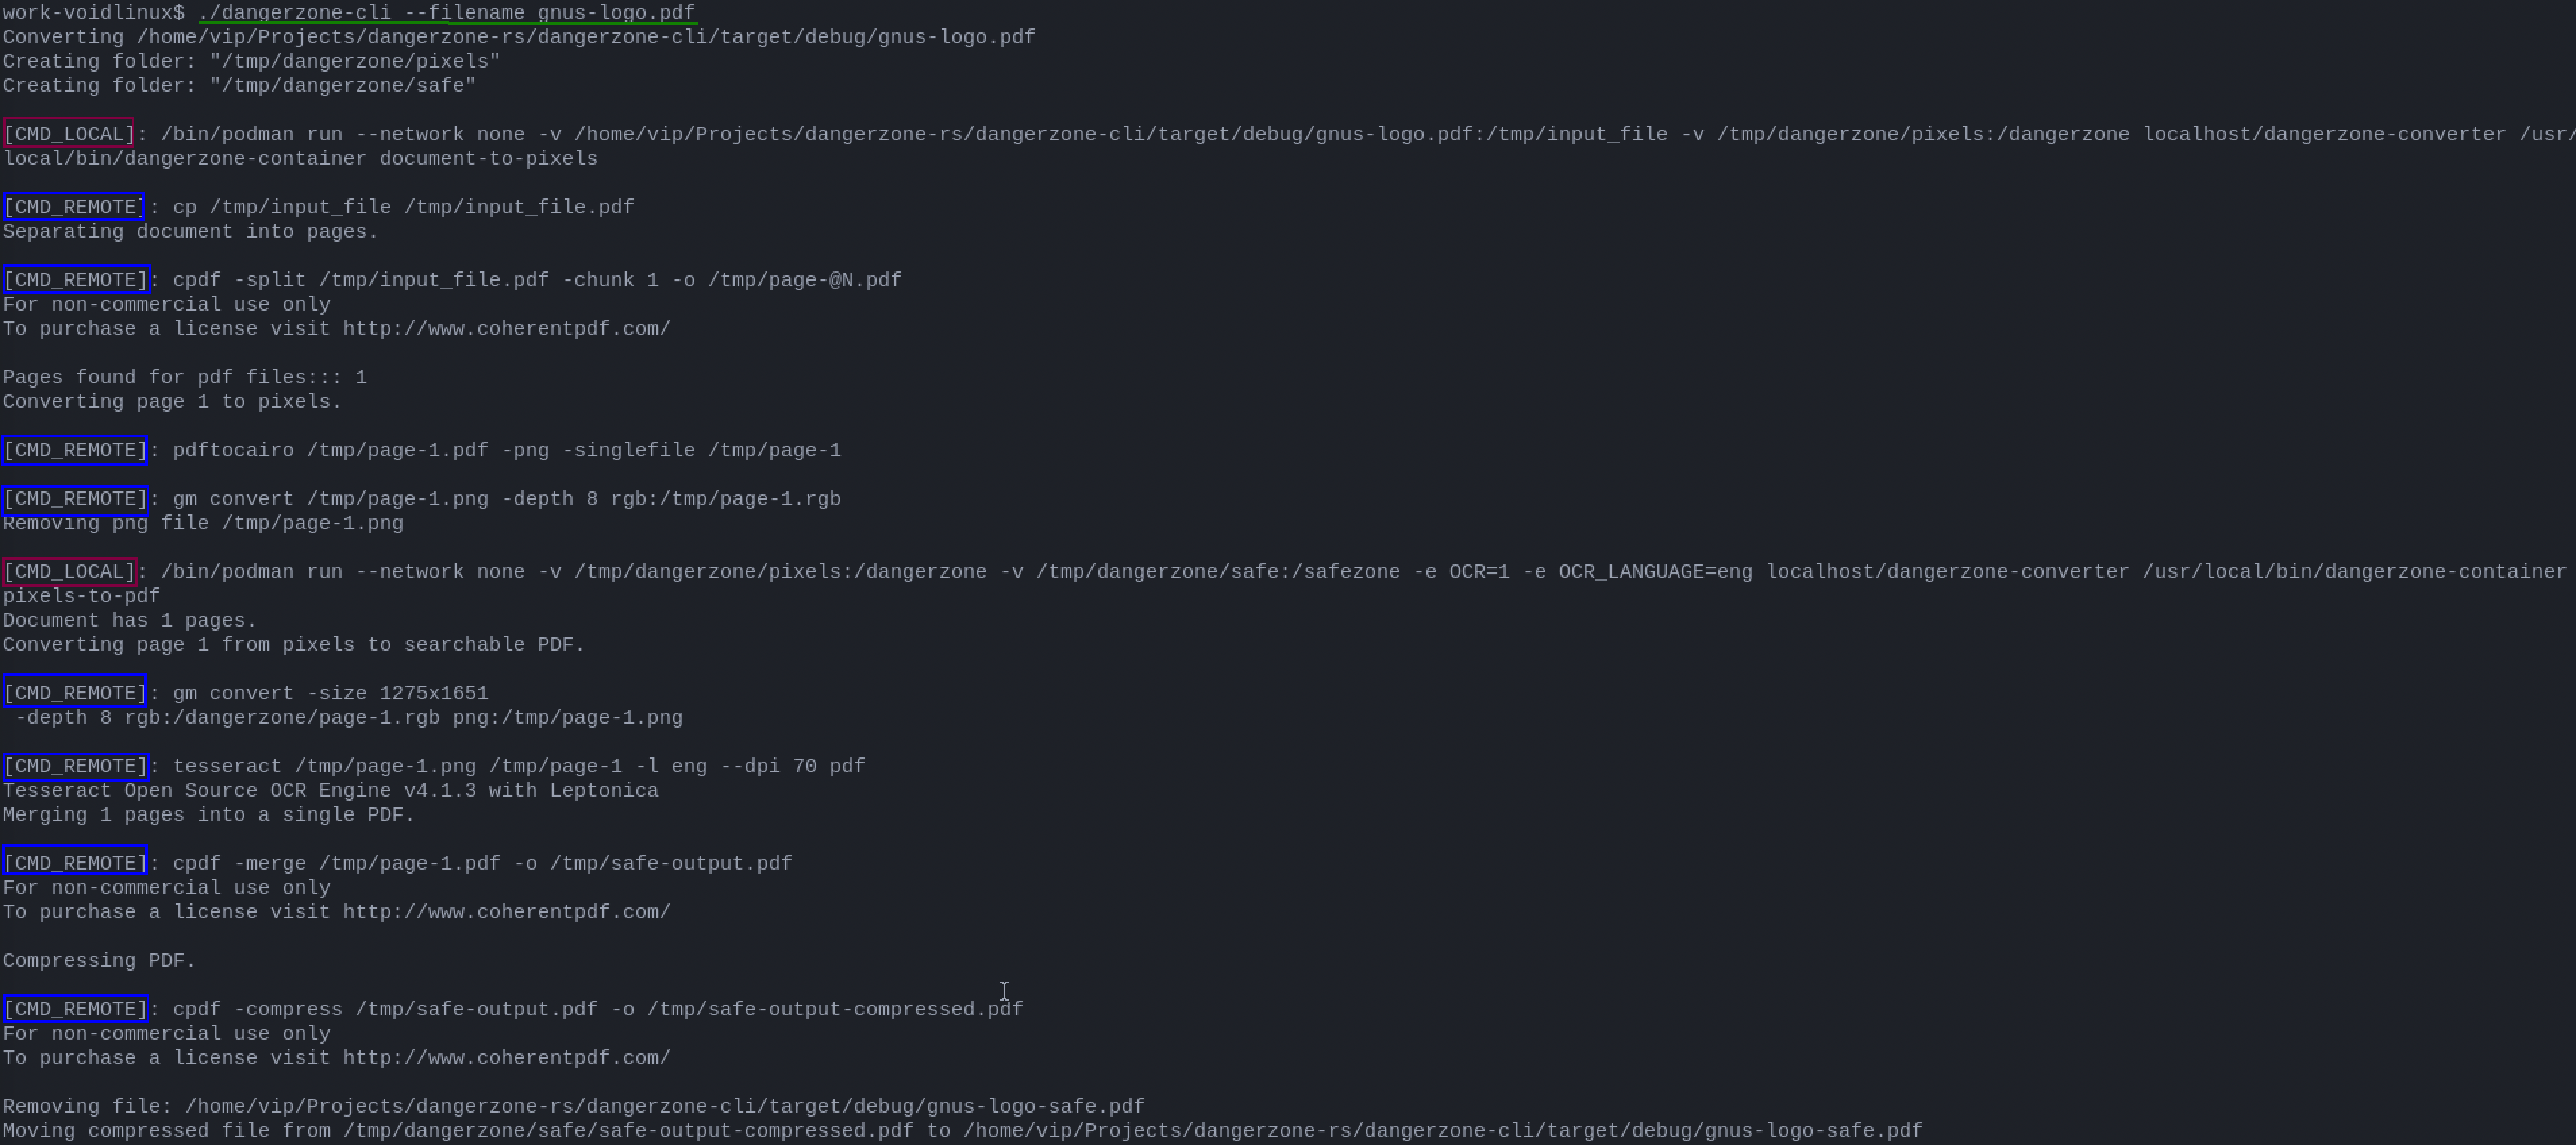 work-voidlinux$ ./dangerzone-cli --filename gnus-logo.pdf
Converting /home/vip/Projects/dangerzone-rs/dangerzone-cli/target/debug/gnus-logo.pdf
Creating folder: "/tmp/dangerzone/pixels"
Creating folder: "/tmp/dangerzone/safe"
[CMD_LOCAL]: /bin/podman run --network none -v /home/vip/Projects/dangerzone-rs/dangerzone-cli/target/debug/gnus-logo.pdf:/tmp/input_file -v /tmp/dangerzone/pixels:/dangerzone localhost/dangerzone-converter /usr/
local/bin/dangerzone-container document-to-pixels
[CMD_REMOTE]: cp /tmp/input_file /tmp/input_file.pdf
Separating document into pages.
[CMD_REMOTE]: cpdf -split /tmp/input_file.pdf -chunk 1 -o /tmp/page-@N.pdf
For non-commercial use only
To purchase a license visit http://www.coherentpdf.com/
Pages found for pdf files::: 1
Converting page 1 to pixels.
[CMD_REMOTE]: pdftocairo /tmp/page-1.pdf -png -singlefile /tmp/page-1
[CMD_REMOTE]: gm convert /tmp/page-1.png -depth 8 rgb:/tmp/page-1.rgb
Removing png file /tmp/page-1.png
[CMD_LOCAL]: /bin/podman run --network none -v /tmp/dangerzone/pixels:/dangerzone -v /tmp/dangerzone/safe:/safezone -e OCR=1 -e OCR_LANGUAGE=eng localhost/dangerzone-converter /usr/local/bin/dangerzone-container
pixels-to-pdf
Document has 1 pages.
Converting page 1 from pixels to searchable PDF.
[CMD_REMOTE]: gm convert -size 1275x1651
 -depth 8 rgb:/dangerzone/page-1.rgb png:/tmp/page-1.png
[CMD_REMOTE]: tesseract /tmp/page-1.png /tmp/page-1 -l eng --dpi 70 pdf
Tesseract Open Source OCR Engine v4.1.3 with Leptonica
Merging 1 pages into a single PDF.
[CMD_REMOTE]: cpdf -merge /tmp/page-1.pdf -o /tmp/safe-output.pdf
For non-commercial use only
To purchase a license visit http://www.coherentpdf.com/
Compressing PDF.
[CMD_REMOTE]: cpdf -compress /tmp/safe-output.pdf -o /tmp/safe-output-compressed.pdf
For non-commercial use only
To purchase a license visit http://www.coherentpdf.com/
Removing file: /home/vip/Projects/dangerzone-rs/dangerzone-cli/target/debug/gnus-logo-safe.pdf
Moving compressed file from /tmp/dangerzone/safe/safe-output-compressed.pdf to /home/vip/Projects/dangerzone-rs/dangerzone-cli/target/debug/gnus-logo-safe.pdf